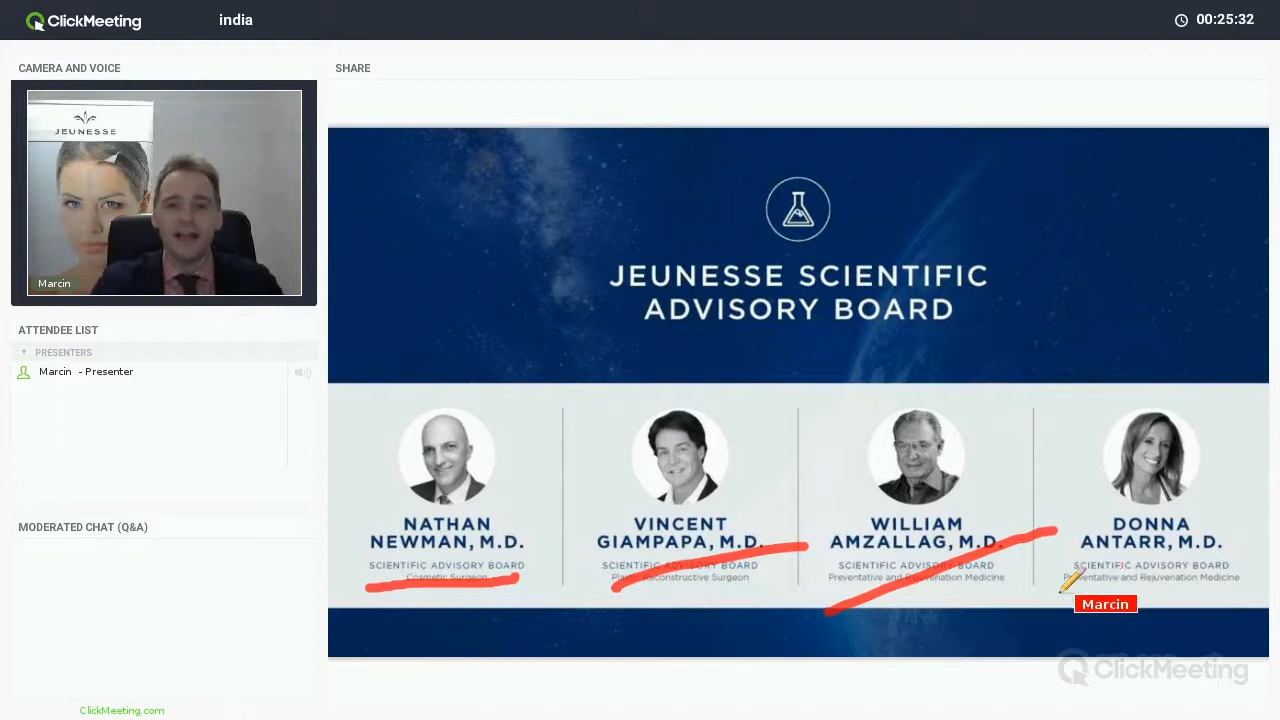 ClickMeeting
india
00:25:32
CAMERA AND VOICE
JEUNESSE
Marcin
ATTENDEE LIST
PRESENTERS
Marcin - Presenter
MODERATED CHAT (Q&A)
ClickMeeting.com
SHARE
JEUNESSE SCIENTIFIC
ADVISORY BOARD
NATHAN
NEWMAN, M.D.
SCIENTIFIC ADVISORY BOARD
Cosmetic Surgeon
VINCENT
GIAMPAPA, M.D.
SCIENTIFIC ADVISORY BOARD
Plastic Reconstructive Surgeon
WILLIAM
AMZALLAG, M.D.
SCIENTIFIC ADVISORY BOARD
Preventative and Rejuvenation Medicine
DONNA
ANTARR, M.D.
SCIENTIFIC ADVISORY BOARD
Preventative and Rejuvenation Medicine
Marcin
ClickMeeting